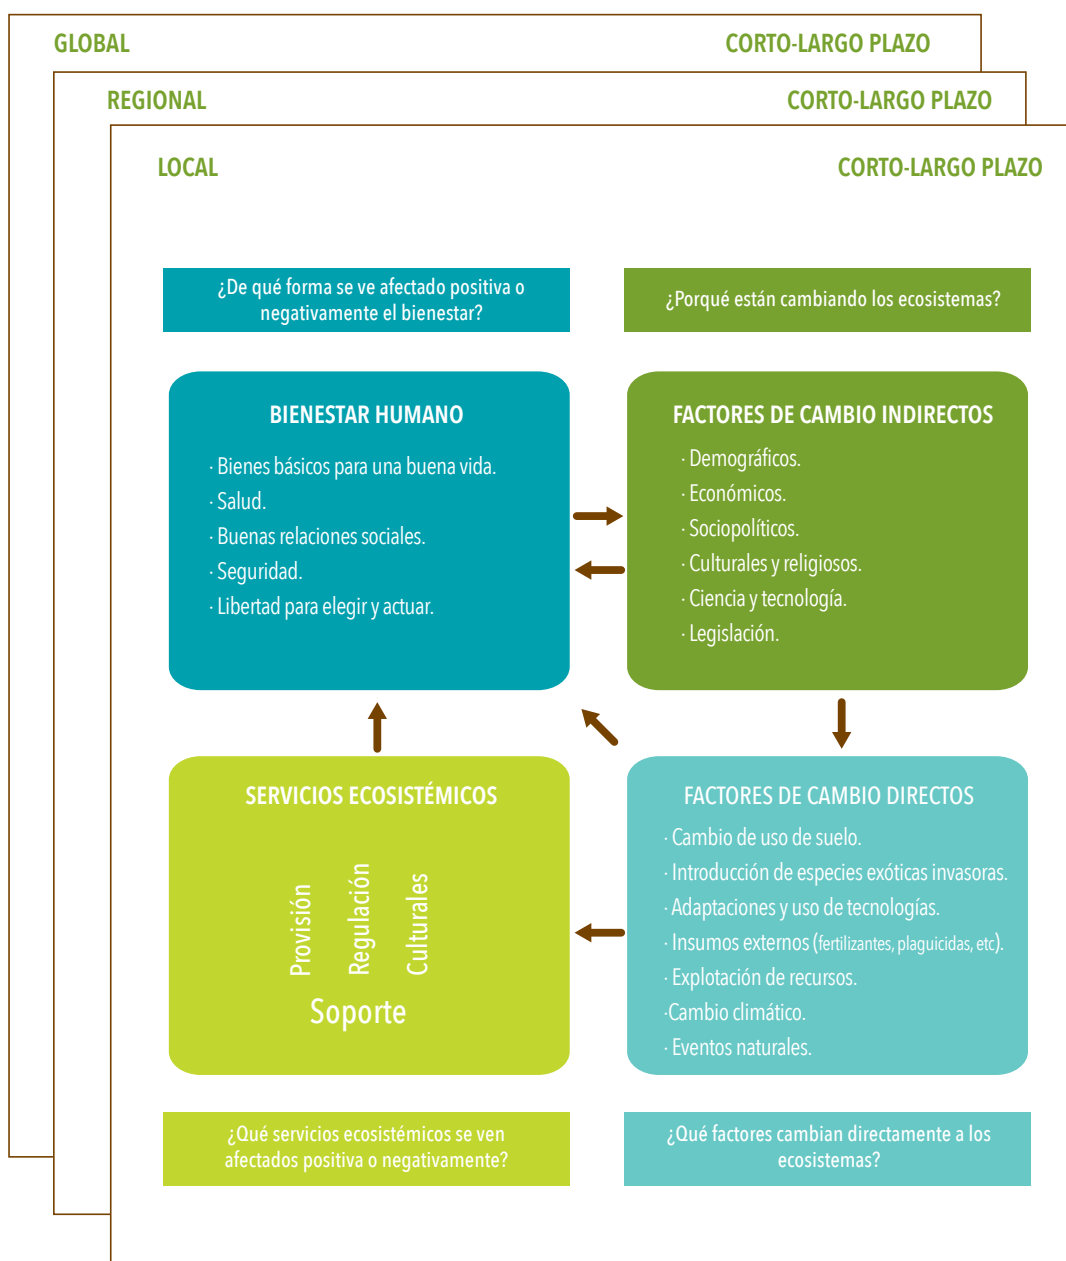 GLOBAL
CORTO-LARGO PLAZO
REGIONAL
CORTO-LARGO PLAZO
LOCAL
CORTO-LARGO PLAZO
¿De qué forma se ve afectado positiva o
negativamente el bienestar?
¿Porqué están cambiando los ecosistemas?
BIENESTAR HUMANO
· Bienes básicos para una buena vida.
· Salud.
· Buenas relaciones sociales.
· Seguridad.
· Libertad para elegir y actuar.
FACTORES DE CAMBIO INDIRECTOS
· Demográficos.
· Económicos.
· Sociopolíticos.
· Culturales y religiosos.
· Ciencia y tecnología.
· Legislación.
SERVICIOS ECOSISTÉMICOS
Provisión
Regulación
Culturales
Soporte
FACTORES DE CAMBIO DIRECTOS
· Cambio de uso de suelo.
· Introducción de especies exóticas invasoras.
· Adaptaciones y uso de tecnologías.
· Insumos externos (fertilizantes, plaguicidas, etc).
· Explotación de recursos.
·Cambio climático.
· Eventos naturales.
¿Qué servicios ecosistémicos se ven
afectados positiva o negativamente?
¿Qué factores cambian directamente a los
ecosistemas?